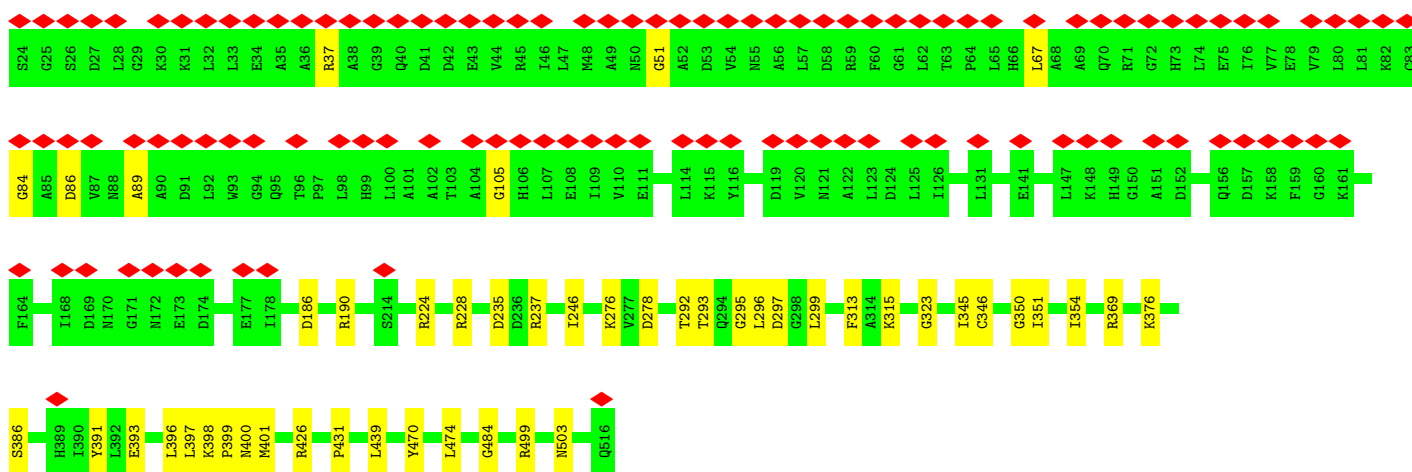 S24 G25 S26 D27 L28 G29 K30 K31 L32 L33 E34 A35 A36 R37 A38 G39 Q40 D41 D42 E43 V44 R45 I46 L47 M48 A49 N50 G51 A52 D53 V54 N55 A56 L57 D58 R59 F60 G61 L62 T63 P64 L65 H66 L67 A68 A69 Q70 R71 G72 H73 L74 E75 I76 V77 E78 V79 L80 L81 K82 C83
G84 A85 D86 V87 N88 A89 A90 D91 L92 W93 G94 Q95 T96 P97 L98 H99 L100 A101 A102 T103 A104 G105 H106 L107 E108 I109 V110 E111 L114 K115 Y116 D119 V120 N121 A122 L123 D124 L125 I126 L131 E141 L147 K148 H149 G150 A151 D152 Q156 D157 K158 F159 G160 K161
F164 I168 D169 N170 G171 N172 E173 D174 E177 I178 D186 R190 S214 R224 R228 D235 D236 R237 I246 K276 V277 D278 T292 T293 Q294 G295 L296 D297 G298 L299 F313 A314 K315 G323 I345 C346 G350 I351 I354 R369 K376
S386 H389 I390 Y391 L392 E393 L396 L397 K398 P399 N400 M401 R426 P431 L439 Y470 L474 G484 R499 N503 Q516